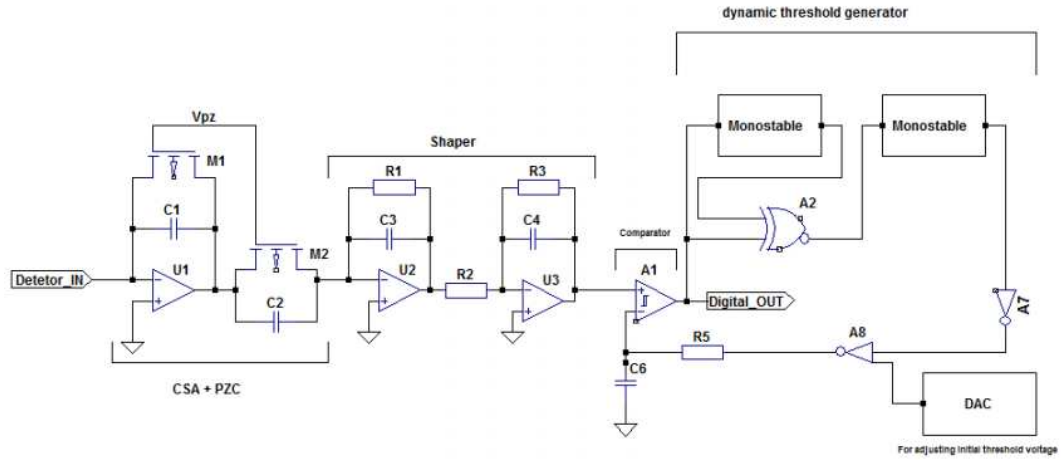 dynamic threshold generator
Vpz
Monostable
Monostable
M1
Shaper
R1
R3
A2
C1
C3
C4
Comparator
M2
Detetor_IN
U1
U2
R2
U3
A1
Digital_OUT
A7
C2
R5
A8
C6
CSA + PZC
DAC
For adjusting initial threshold voltage